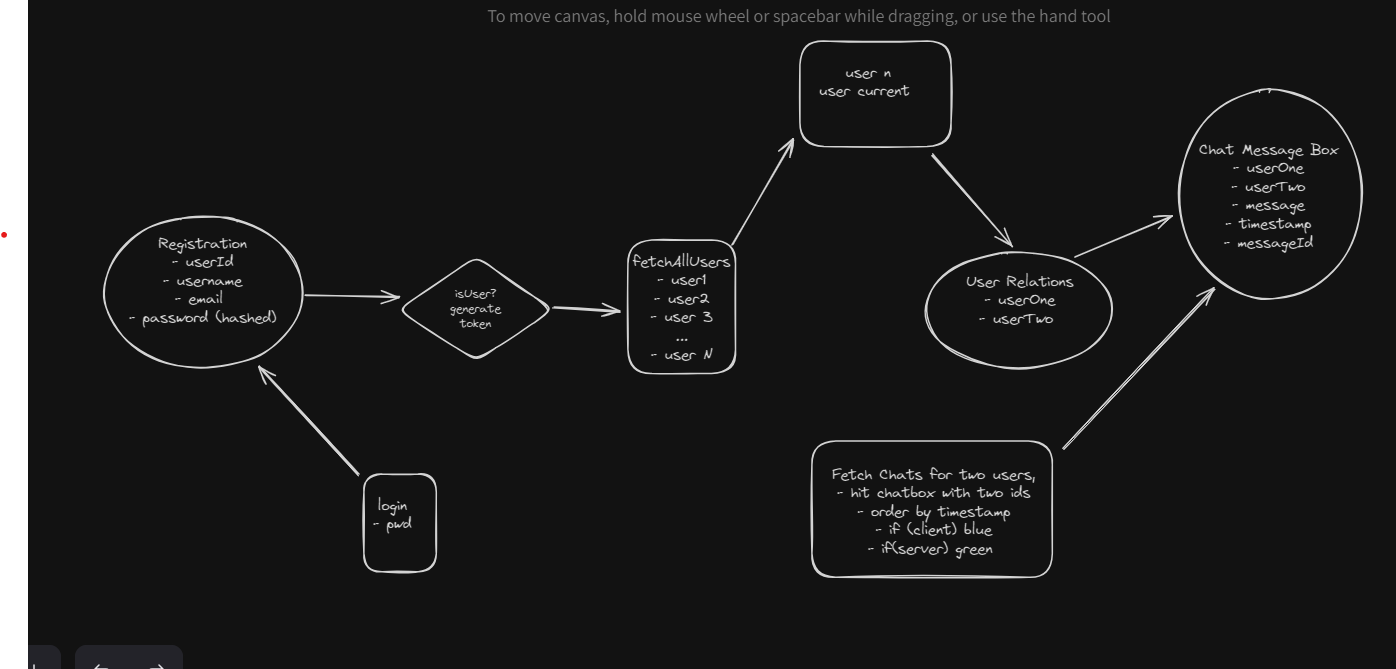 To move canvas, hold mouse wheel or spacebar while dragging, or use the hand tool
user n
user current
Chat Message Box
- userOne
- userTwo
- message
- timestamp
- messageId
Registration
- userId
- username
- email
- password (hashed)
isUser?
generate
token
fetchAllUsers
- user1
- user2
- user 3
...
- user N
User Relations
- userOne
- userTwo
login
- pwd
Fetch Chats for two users,
- hit chatbox with two ids
- order by timestamp
- if (client) blue
- if(server) green